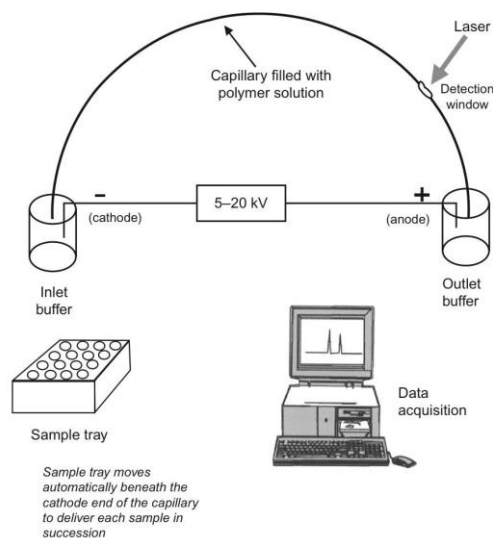 Laser
Capillary filled with
polymer solution
Detection
window
–
+
5–20 kV
(cathode)
(anode)
Inlet
buffer
Outlet
buffer
Data
acquisition
Sample tray
Sample tray moves
automatically beneath the
cathode end of the capillary
to deliver each sample in
succession